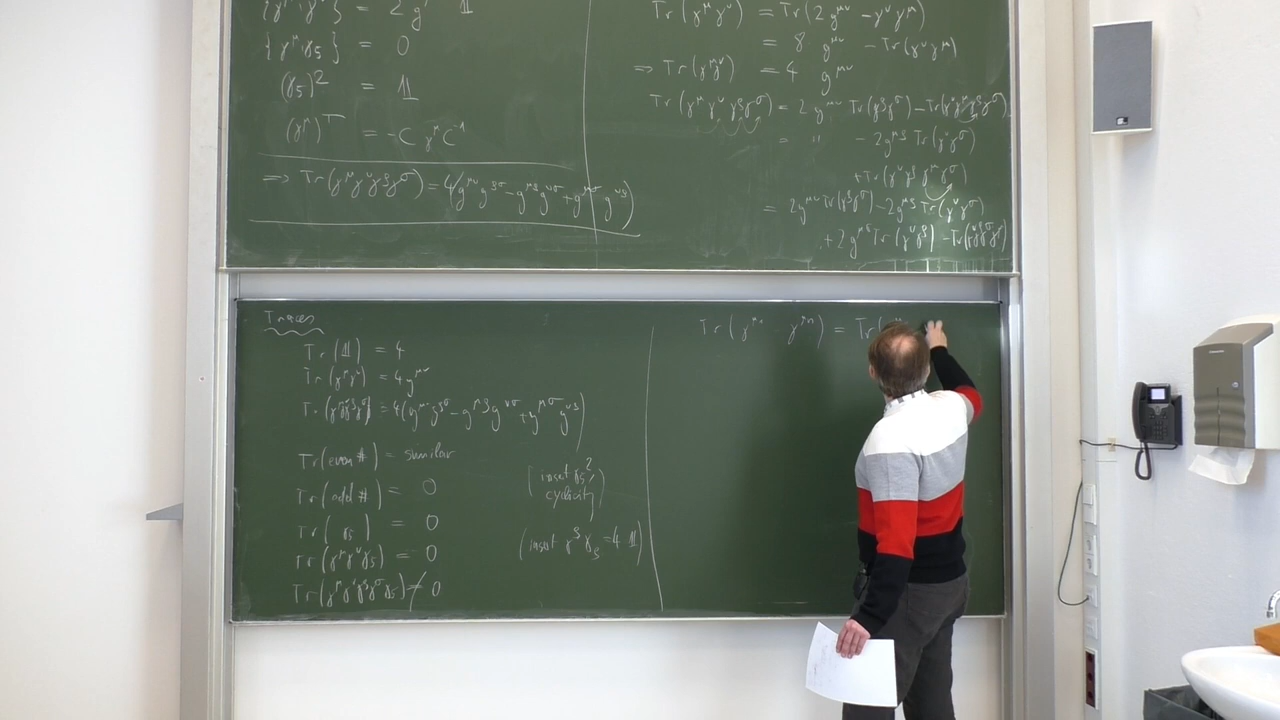 {γ^μ, γ^ν} = 2 g 𝟙
{γ^μ, γ_5} = 0
(γ_5)^2 = 𝟙
(γ^μ)^T = -C γ^μ C^{-1}
=> Tr(γ^μ γ^ν γ^ρ γ^σ) = 4(g^{μν} g^{ρσ} - g^{μρ} g^{νσ} + g^{μσ} g^{νρ})
Tr(γ^μ γ^ν) = Tr(2 g^{μν} - γ^ν γ^μ)
= 8 g^{μν} - Tr(γ^ν γ^μ)
=> Tr(γ^μ γ^ν) = 4 g^{μν}
Tr(γ^μ γ^ν γ^ρ γ^σ) = 2 g^{μν} Tr(γ^ρ γ^σ) - Tr(γ^ν γ^μ γ^ρ γ^σ)
= " - 2 g^{μρ} Tr(γ^ν γ^σ)
+ Tr(γ^ν γ^ρ γ^μ γ^σ)
= 2 g^{μν} Tr(γ^ρ γ^σ) - 2 g^{μρ} Tr(γ^ν γ^σ)
+ 2 g^{μσ} Tr(γ^ν γ^ρ) - Tr(γ^ν γ^ρ γ^σ γ^μ)
Traces
Tr(𝟙) = 4
Tr(γ^μ γ^ν) = 4 g^{μν}
Tr(γ^μ γ^ν γ^ρ γ^σ) = 4(g^{μν} g^{ρσ} - g^{μρ} g^{νσ} + g^{μσ} g^{νρ})
Tr(even #) = similar
Tr(odd #) = 0
(insert γ_5^2, cyclicity)
Tr(γ_5) = 0
Tr(γ^μ γ^ν γ_5) = 0
(insert γ^ρ γ_ρ = 4 𝟙)
Tr(γ^μ γ^ν γ^ρ γ^σ γ_5) ≠ 0
Tr(γ^{μ_1} γ^{μ_n}) = Tr(